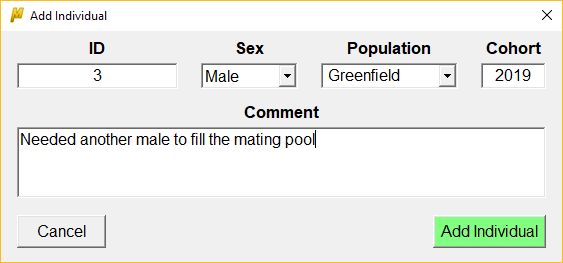 Add Individual
ID Sex Population Cohort
3 Male Greenfield 2019
Comment
Needed another male to fill the mating pool
Cancel Add Individual